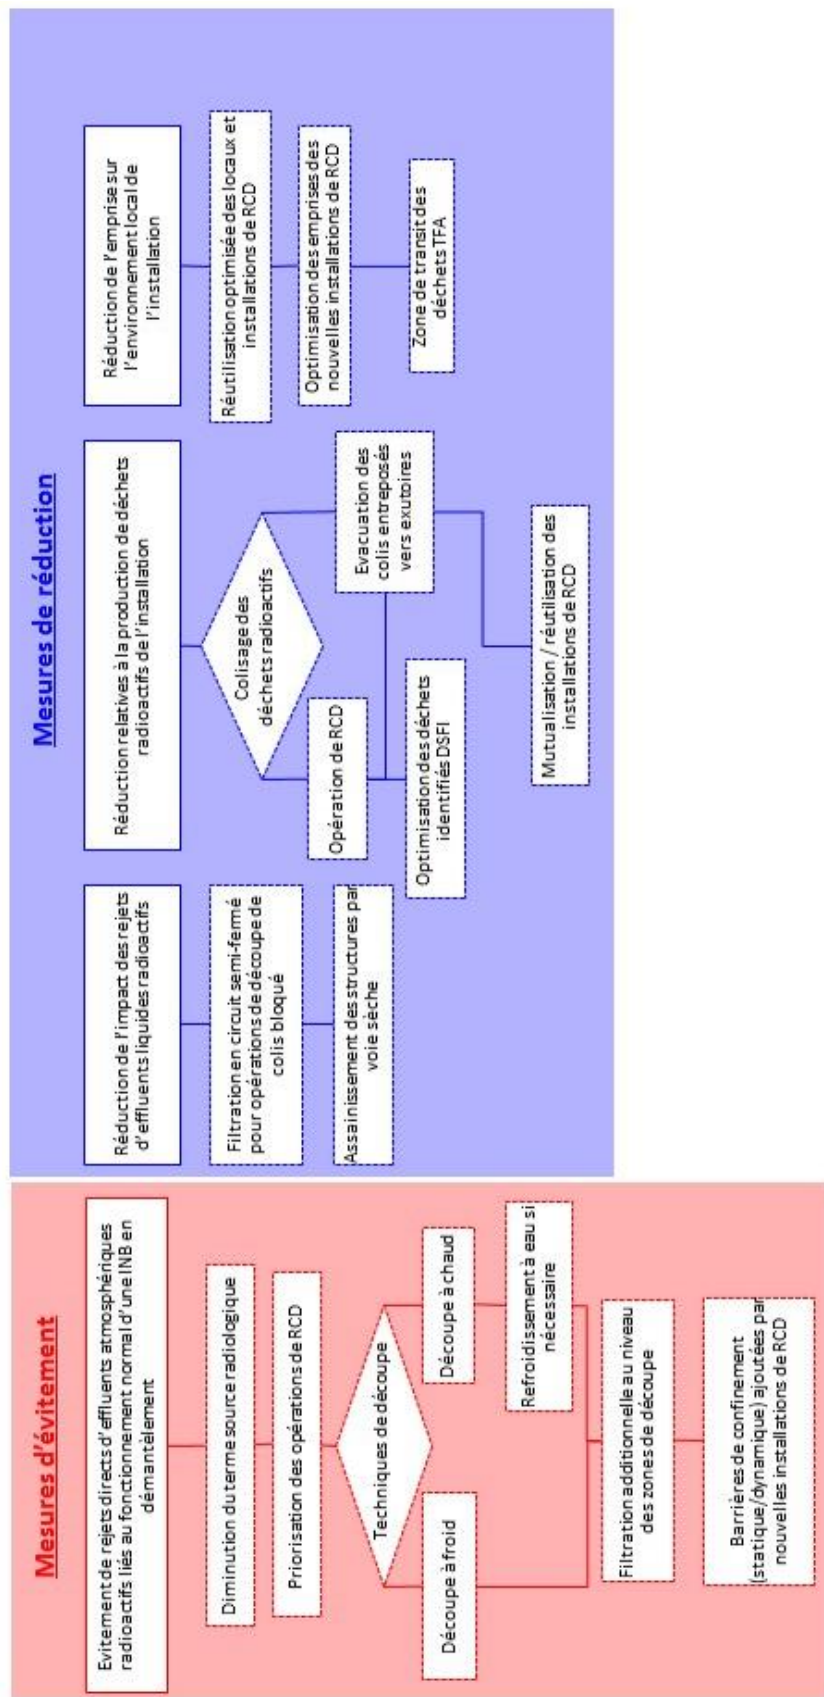 Mesures d'évitement
Evitement de rejets directs d'effluents atmosphériques
radioactifs liés au fonctionnement normal d'une INB en
démantèlement
Diminution du terme source radiologique
Priorisation des opérations de RCD
Techniques de découpe
Découpe à froid
Découpe à chaud
Refroidissement à eau si
nécessaire
Filtration additionnelle au niveau
des zones de découpe
Barrières de confinement
(statique/dynamique) ajoutées par
nouvelles installations de RCD
Mesures de réduction
Réduction de l'impact des rejets
d'effluents liquides radioactifs
Filtration en circuit semi-fermé
pour opérations de découpe de
colis bloqué
Assainissement des structures par
voie sèche
Réduction relatives à la production de déchets
radioactifs de l'installation
Colisage des
déchets radioactifs
Opération de RCD
Evacuation des
colis entreposés
vers exutoires
Optimisation des déchets
identifiés DSFI
Mutualisation / réutilisation des
installations de RCD
Réduction de l'emprise sur
l'environnement local de
l'installation
Réutilisation optimisée des locaux et
installations de RCD
Optimisation des emprises des
nouvelles installations de RCD
Zone de transit des
déchets TFA